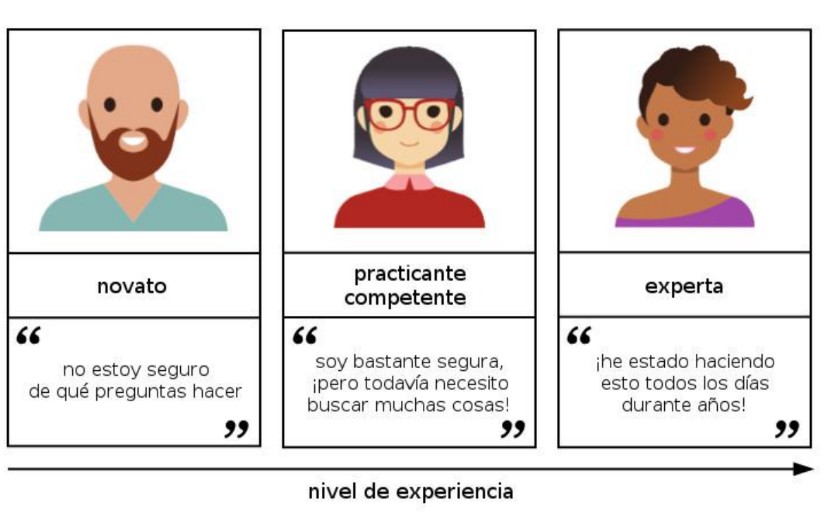 novato
practicante
competente
experta
“
no estoy seguro
de qué preguntas hacer
”
“
soy bastante segura,
¡pero todavía necesito
buscar muchas cosas!
”
“
¡he estado haciendo
esto todos los días
durante años!
”
nivel de experiencia